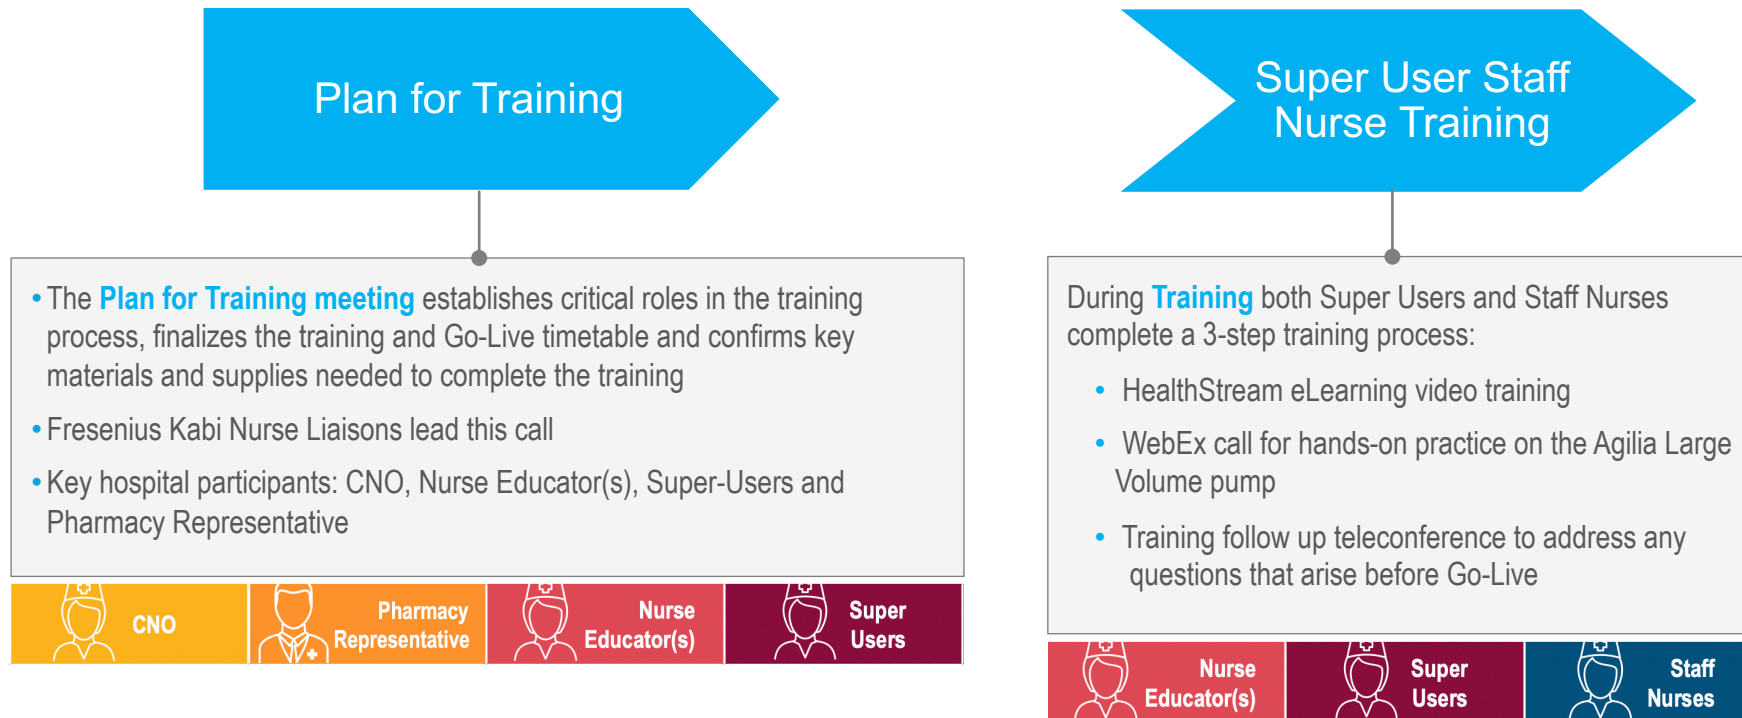 Plan for Training
• The Plan for Training meeting establishes critical roles in the training
process, finalizes the training and Go-Live timetable and confirms key
materials and supplies needed to complete the training
• Fresenius Kabi Nurse Liaisons lead this call
• Key hospital participants: CNO, Nurse Educator(s), Super-Users and
Pharmacy Representative
CNO
Pharmacy
Representative
Nurse
Educator(s)
Super
Users
Super User Staff
Nurse Training
During Training both Super Users and Staff Nurses
complete a 3-step training process:
• HealthStream eLearning video training
• WebEx call for hands-on practice on the Agilia Large
Volume pump
• Training follow up teleconference to address any
questions that arise before Go-Live
Nurse
Educator(s)
Super
Users
Staff
Nurses